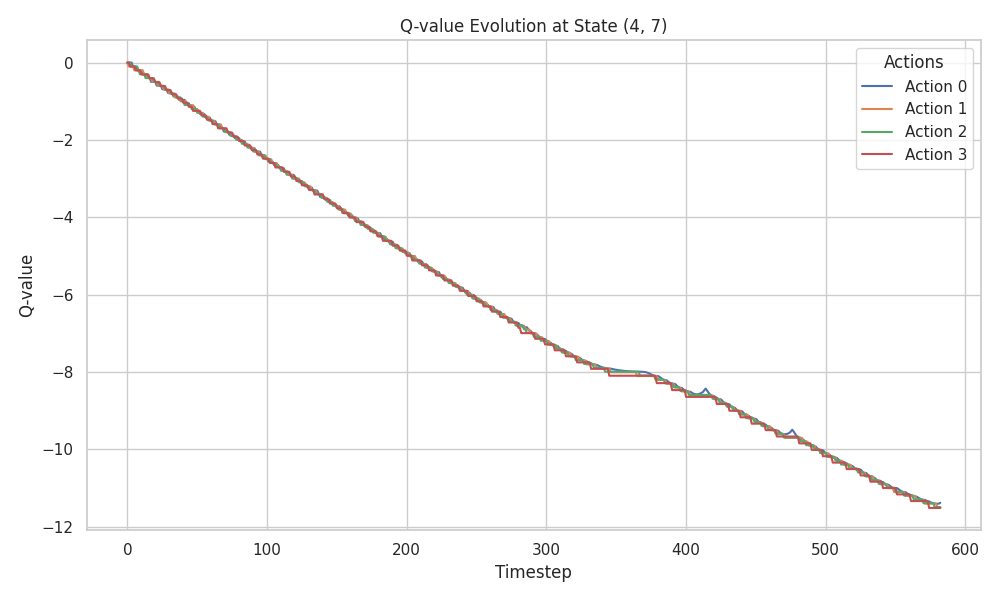 Q-value Evolution at State (4, 7)
Actions
Action 0
Action 1
Action 2
Action 3
Q-value
0
−2
−4
−6
−8
−10
−12
0 100 200 300 400 500 600
Timestep